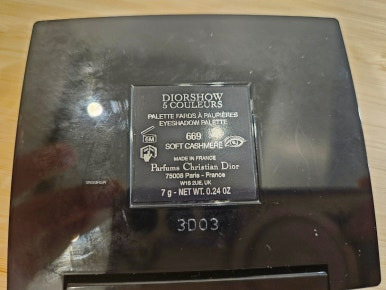 DIORSHOW
5 COULEURS
PALETTE FARDS À PAUPIÈRES
EYESHADOW PALETTE
6M
669
SOFT CASHMERE
MADE IN FRANCE
Parfums Christian Dior
75008 Paris - France
W1S 2UE, UK
7 g - NET WT. 0.24 OZ
3D03